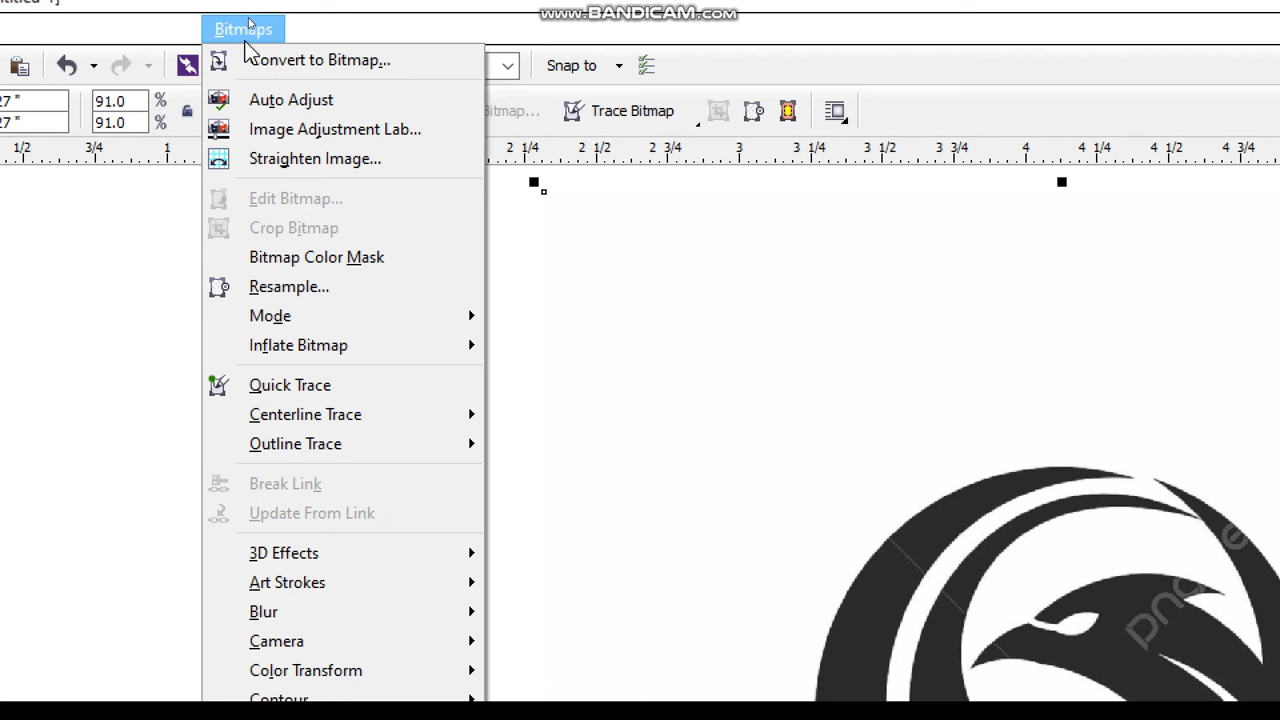 www.BANDICAM.com
Bitmaps
Convert to Bitmap...
Auto Adjust
Image Adjustment Lab...
Straighten Image...
Edit Bitmap...
Crop Bitmap
Bitmap Color Mask
Resample...
Mode
Inflate Bitmap
Quick Trace
Centerline Trace
Outline Trace
Break Link
Update From Link
3D Effects
Art Strokes
Blur
Camera
Color Transform
Contour
Snap to
27 " 91.0 %
27 " 91.0 %
Bitmap... Trace Bitmap
1/2 3/4 1 2 1/4 2 1/2 2 3/4 3 3 1/4 3 1/2 3 3/4 4 4 1/4 4 1/2 4 3/4